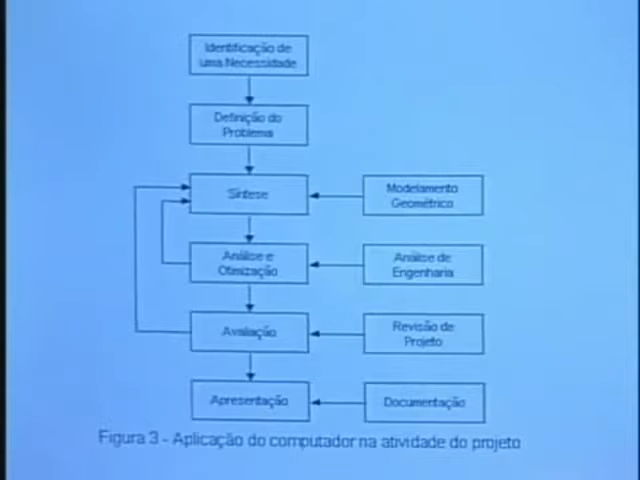 Identificação de
uma Necessidade
Definição do
Problema
Síntese
Modelamento
Geométrico
Análise e
Otimização
Análise de
Engenharia
Avaliação
Revisão de
Projeto
Apresentação
Documentação
Figura 3 - Aplicação do computador na atividade do projeto